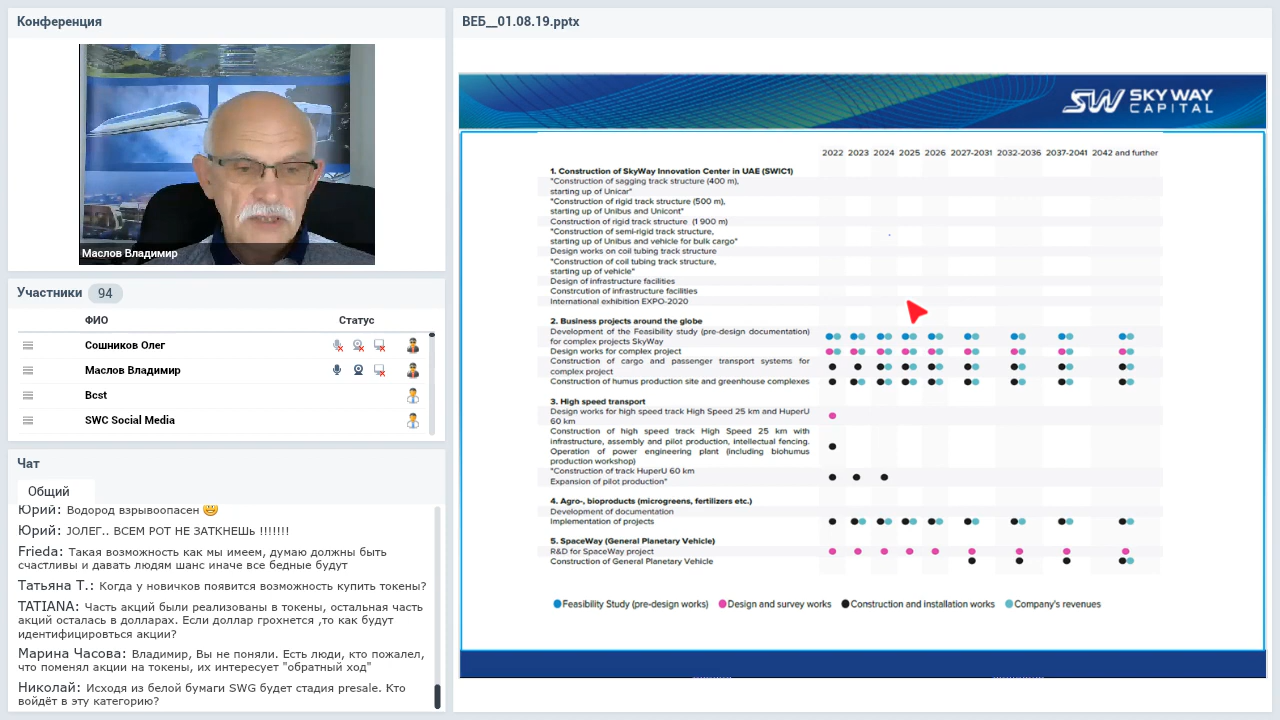 Конференция
Маслов Владимир
Участники 94
ФИО Статус
Сошников Олег
Маслов Владимир
Bcst
SWC Social Media
Чат
Общий
Юрий: Водород взрывоопасен
Юрий: JОЛЕГ.. ВСЕМ РОТ НЕ ЗАТКНЕШЬ !!!!!!!
Frieda: Такая возможность как мы имеем, думаю должны быть
счастливы и давать людям шанс иначе все бедные будут
Татьяна Т.: Когда у новичков появится возможность купить токены?
TATIANA: Часть акций были реализованы в токены, остальная часть
акций осталась в долларах. Если доллар грохнется ,то как будут
идентифицировться акции?
Марина Часова: Владимир, Вы не поняли. Есть люди, кто пожалел,
что поменял акции на токены, их интересует "обратный ход"
Николай: Исходя из белой бумаги SWG будет стадия presale. Кто
войдёт в эту категорию?
ВЕБ__01.08.19.pptx
SW SKY WAY
CAPITAL
2022 2023 2024 2025 2026 2027-2031 2032-2036 2037-2041 2042 and further
1. Construction of SkyWay Innovation Center in UAE (SWIC1)
"Construction of sagging track structure (400 m),
starting up of Unicar"
"Construction of rigid track structure (500 m),
starting up of Unibus and Unicont"
Construction of rigid track structure (1 900 m)
"Construction of semi-rigid track structure,
starting up of Unibus and vehicle for bulk cargo"
Design works on coil tubing track structure
"Construction of coil tubing track structure,
starting up of vehicle"
Design of infrastructure facilities
Constrcution of infrastructure facilities
International exhibition EXPO-2020
2. Business projects around the globe
Development of the Feasibility study (pre-design documentation)
for complex projects SkyWay
Design works for complex project
Construction of cargo and passenger transport systems for
complex project
Construction of humus production site and greenhouse complexes
3. High speed transport
Design works for high speed track High Speed 25 km and HuperU
60 km
Construction of high speed track High Speed 25 km with
infrastructure, assembly and pilot production, intellectual fencing.
Operation of power engineering plant (including biohumus
production workshop)
"Construction of track HuperU 60 km
Expansion of pilot production"
4. Agro-, bioproducts (microgreens, fertilizers etc.)
Development of documentation
Implementation of projects
5. SpaceWay (General Planetary Vehicle)
R&D for SpaceWay project
Construction of General Planetary Vehicle
Feasibility Study (pre-design works) Design and survey works Construction and installation works Company's revenues